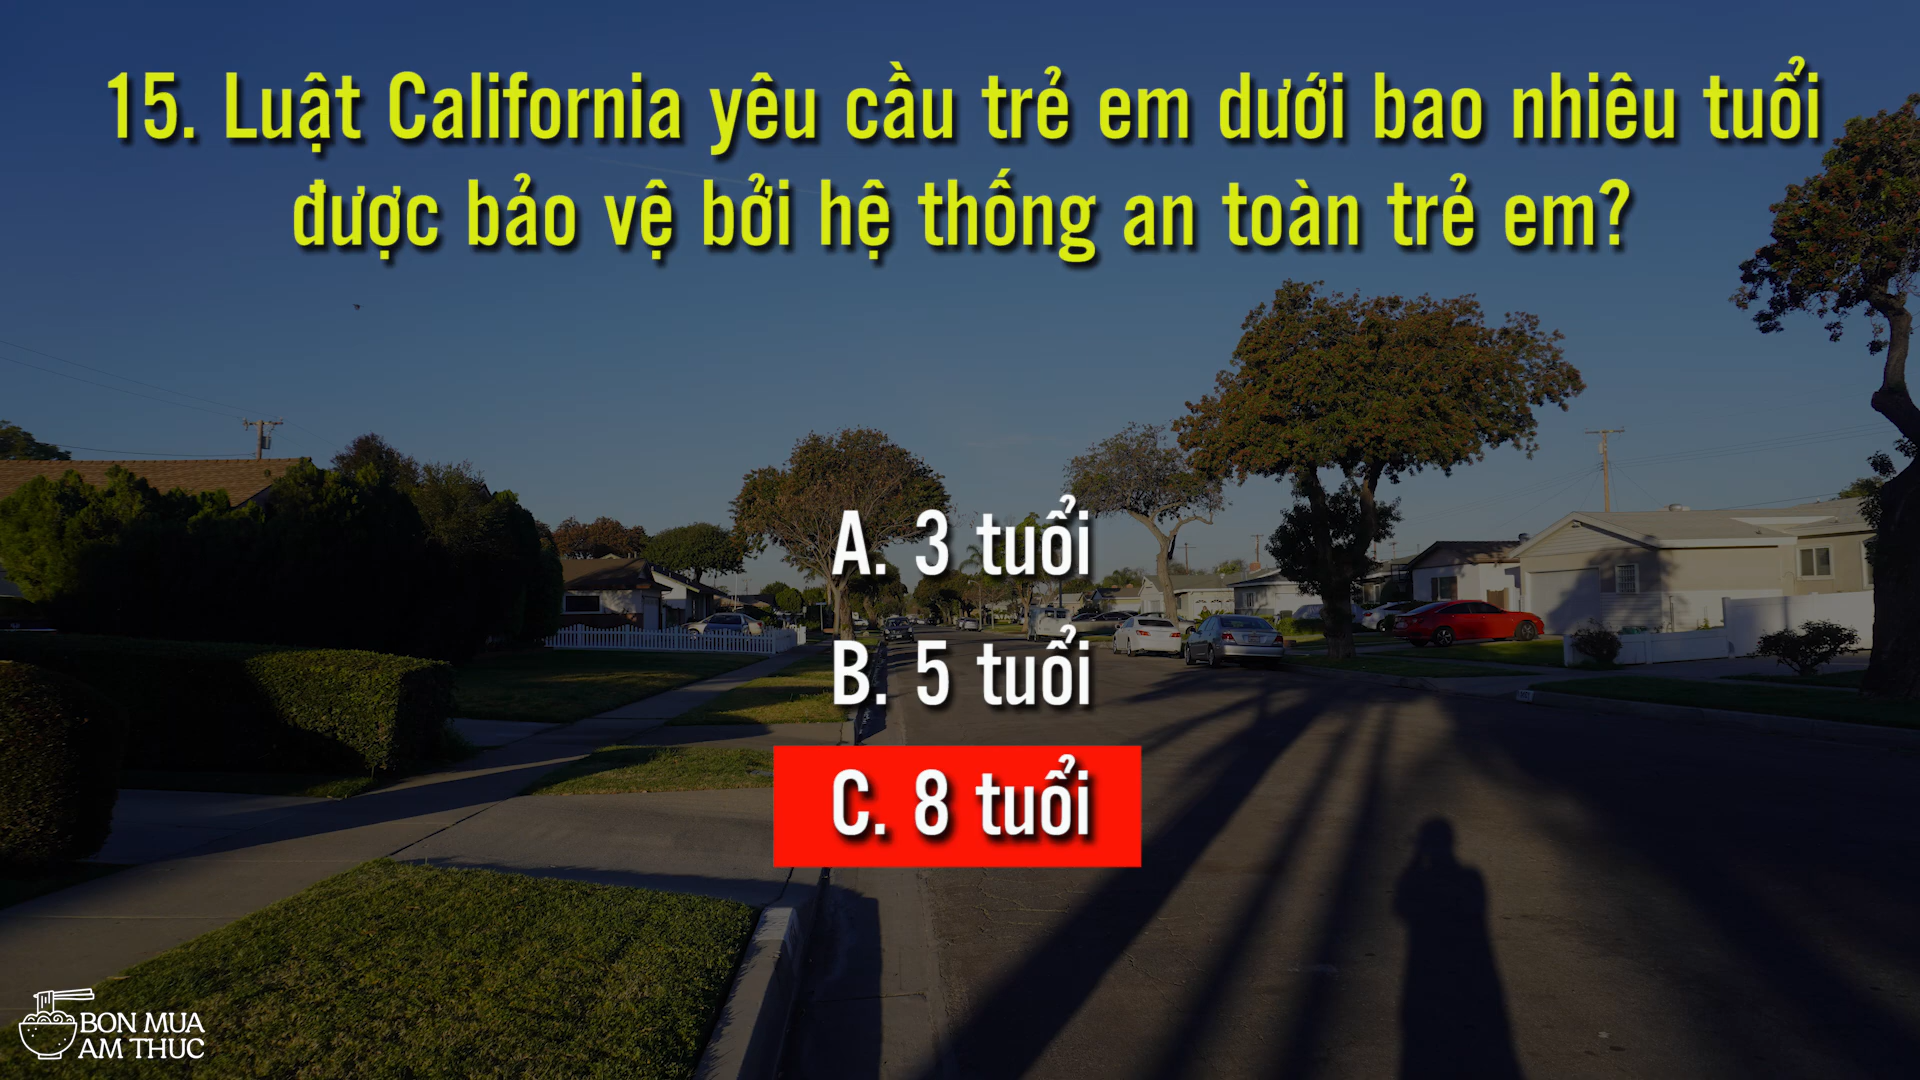 15. Luật California yêu cầu trẻ em dưới bao nhiêu tuổi
được bảo vệ bởi hệ thống an toàn trẻ em?
A. 3 tuổi
B. 5 tuổi
C. 8 tuổi
BON MUA
AM THUC